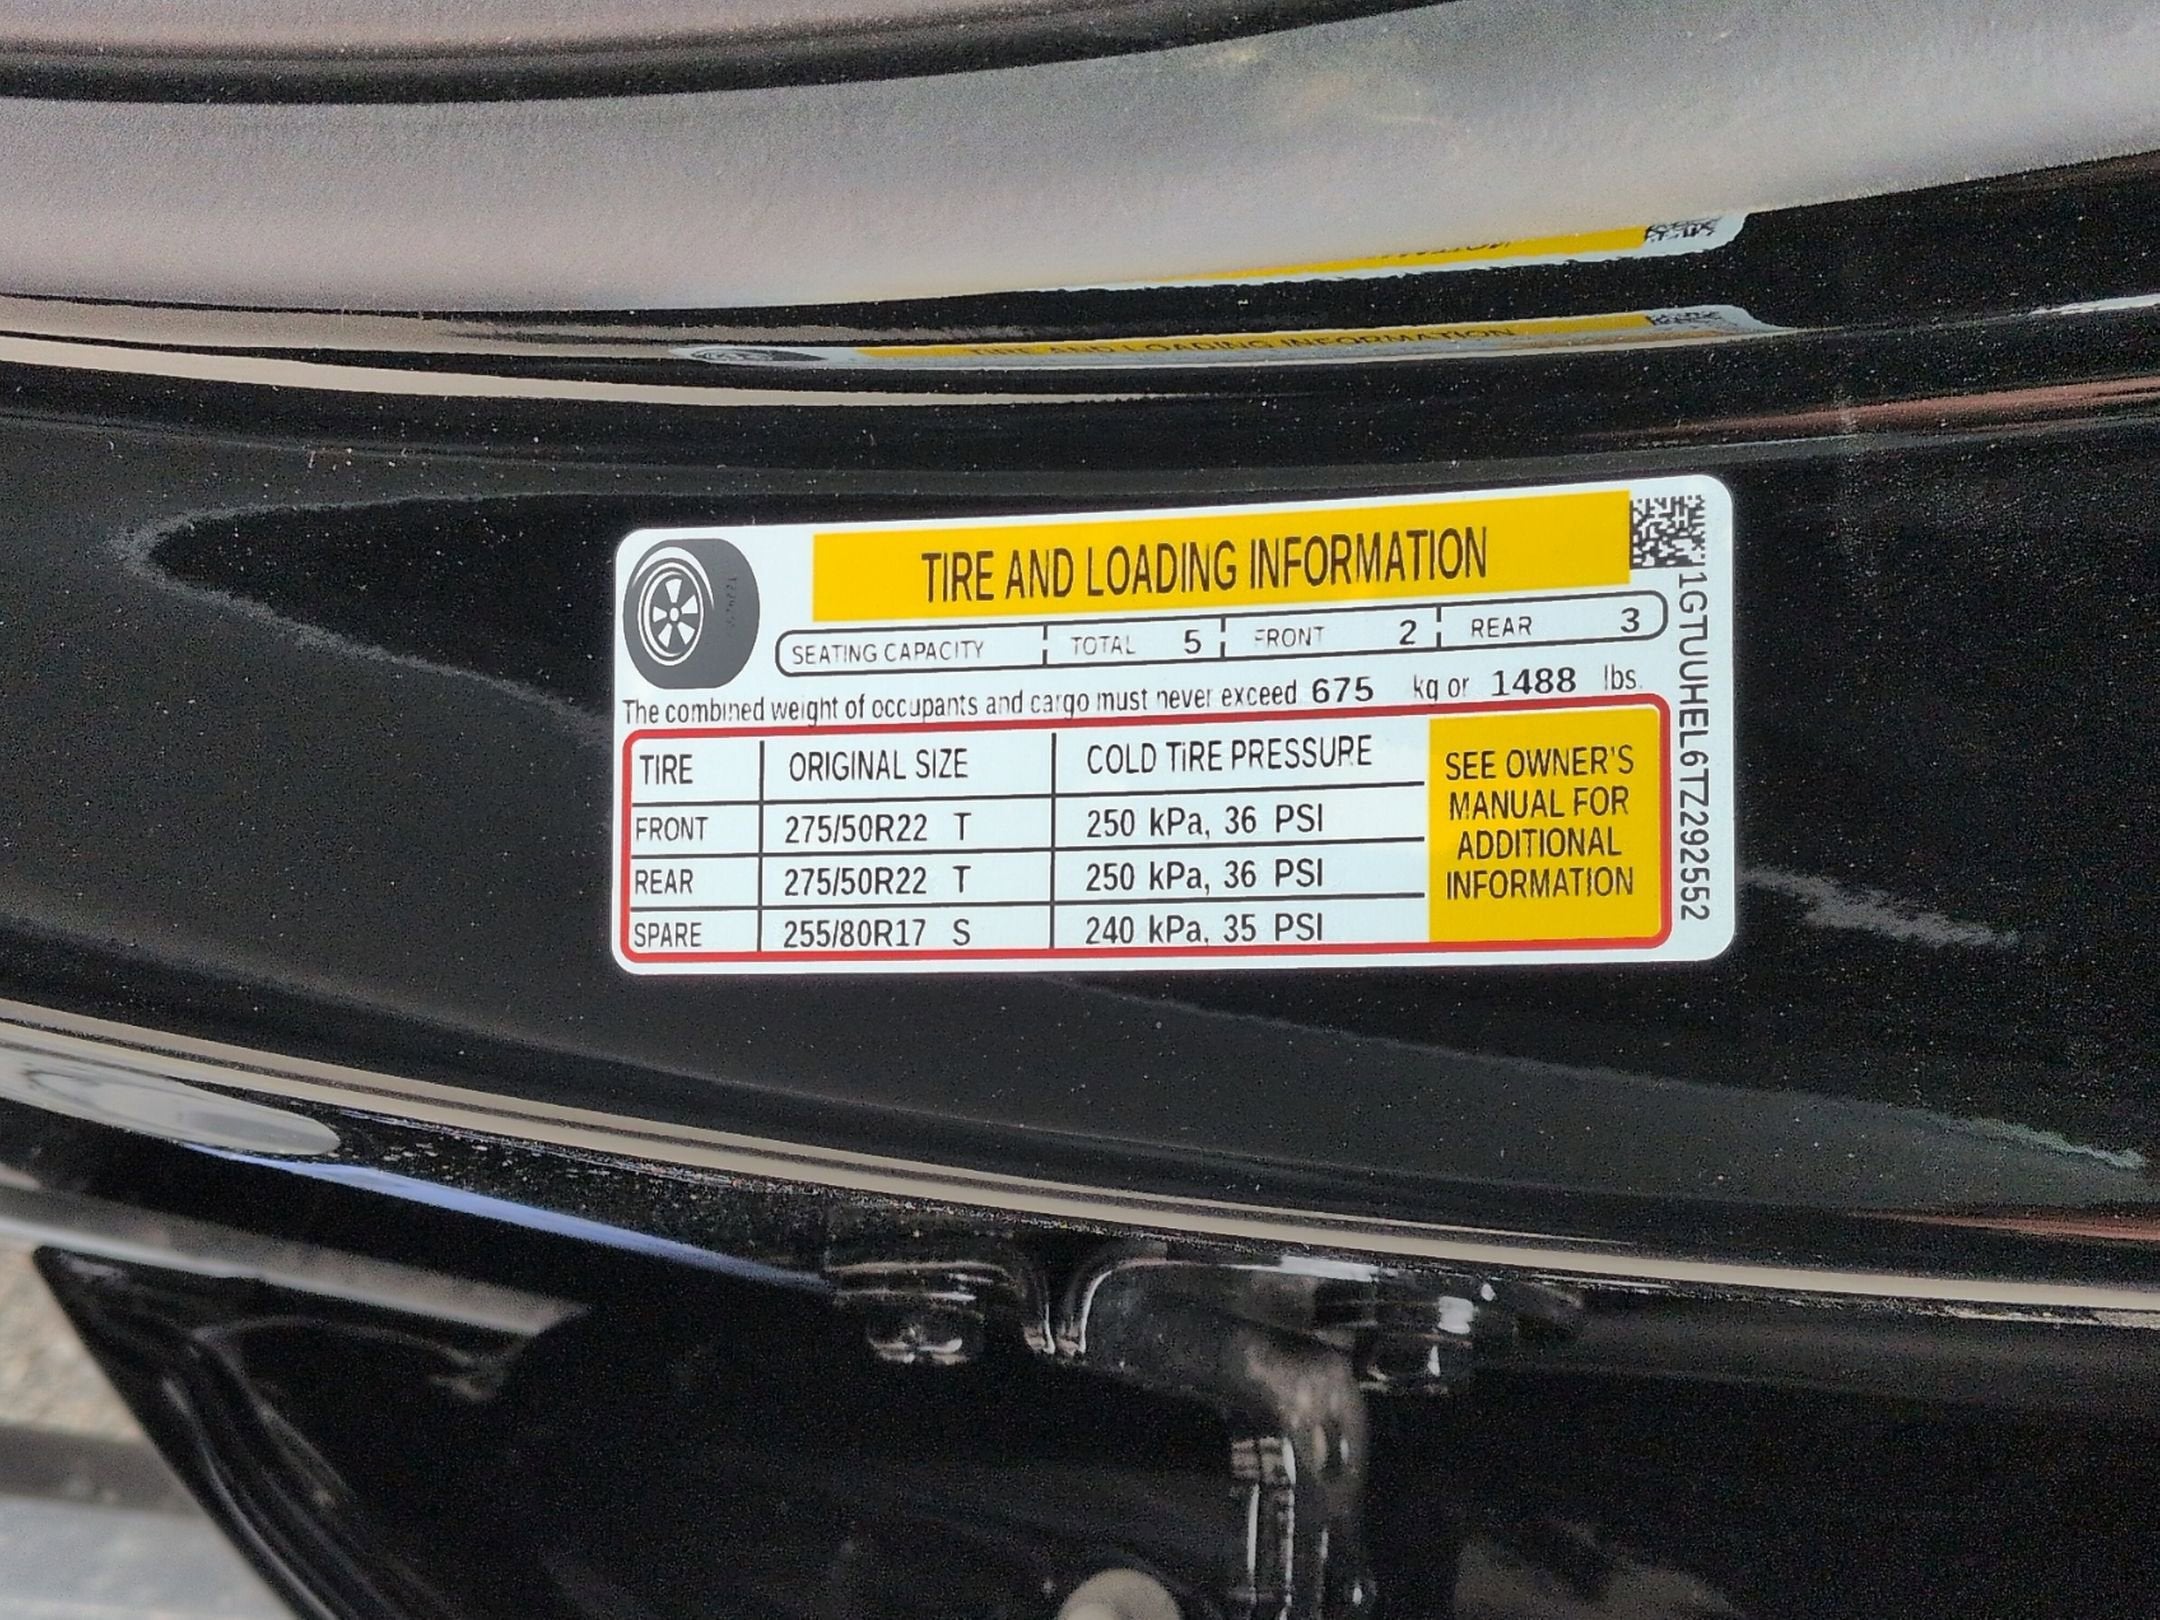 TIRE AND LOADING INFORMATION
SEATING CAPACITY TOTAL 5 FRONT 2 REAR 3
The combined weight of occupants and cargo must never exceed 675 kg or 1488 lbs.
TIRE ORIGINAL SIZE COLD TIRE PRESSURE
FRONT 275/50R22 T 250 kPa, 36 PSI
REAR 275/50R22 T 250 kPa, 36 PSI
SPARE 255/80R17 S 240 kPa, 35 PSI
SEE OWNER'S
MANUAL FOR
ADDITIONAL
INFORMATION
1GTUUHEL6TZ292552
TIRE AND LOADING INFORMATION